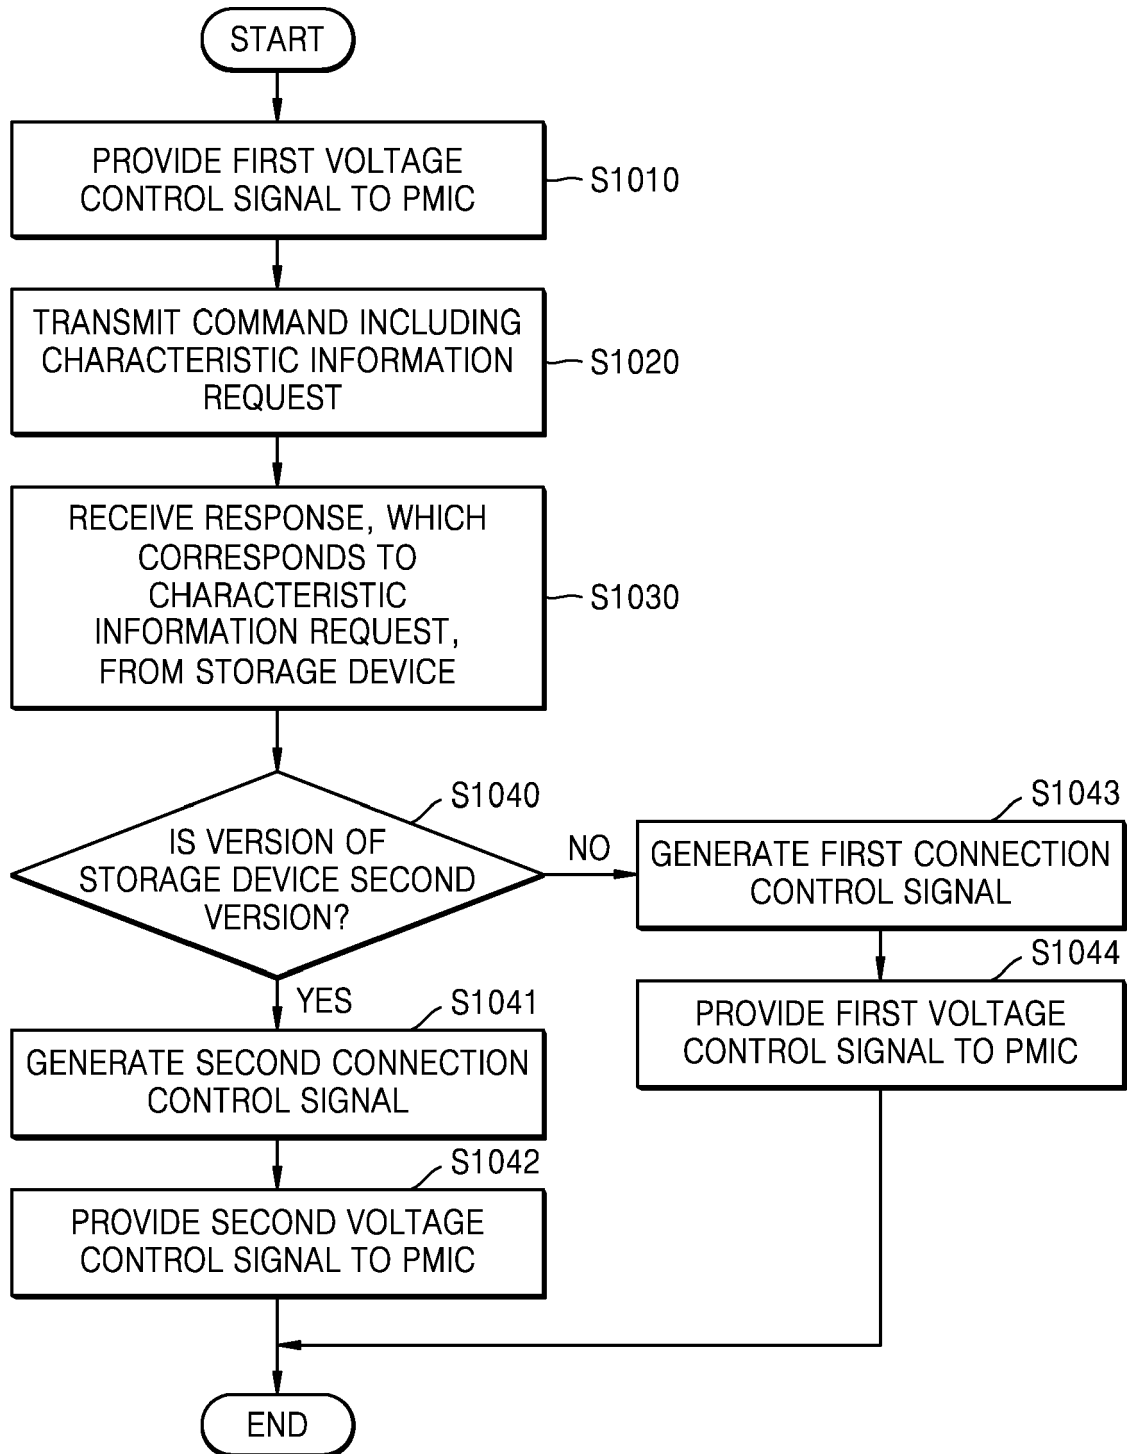 START
PROVIDE FIRST VOLTAGE
CONTROL SIGNAL TO PMIC
S1010
TRANSMIT COMMAND INCLUDING
CHARACTERISTIC INFORMATION
REQUEST
S1020
RECEIVE RESPONSE, WHICH
CORRESPONDS TO
CHARACTERISTIC
INFORMATION REQUEST,
FROM STORAGE DEVICE
S1030
S1040
IS VERSION OF
STORAGE DEVICE SECOND
VERSION?
NO
S1043
GENERATE FIRST CONNECTION
CONTROL SIGNAL
S1044
PROVIDE FIRST VOLTAGE
CONTROL SIGNAL TO PMIC
YES
S1041
GENERATE SECOND CONNECTION
CONTROL SIGNAL
S1042
PROVIDE SECOND VOLTAGE
CONTROL SIGNAL TO PMIC
END